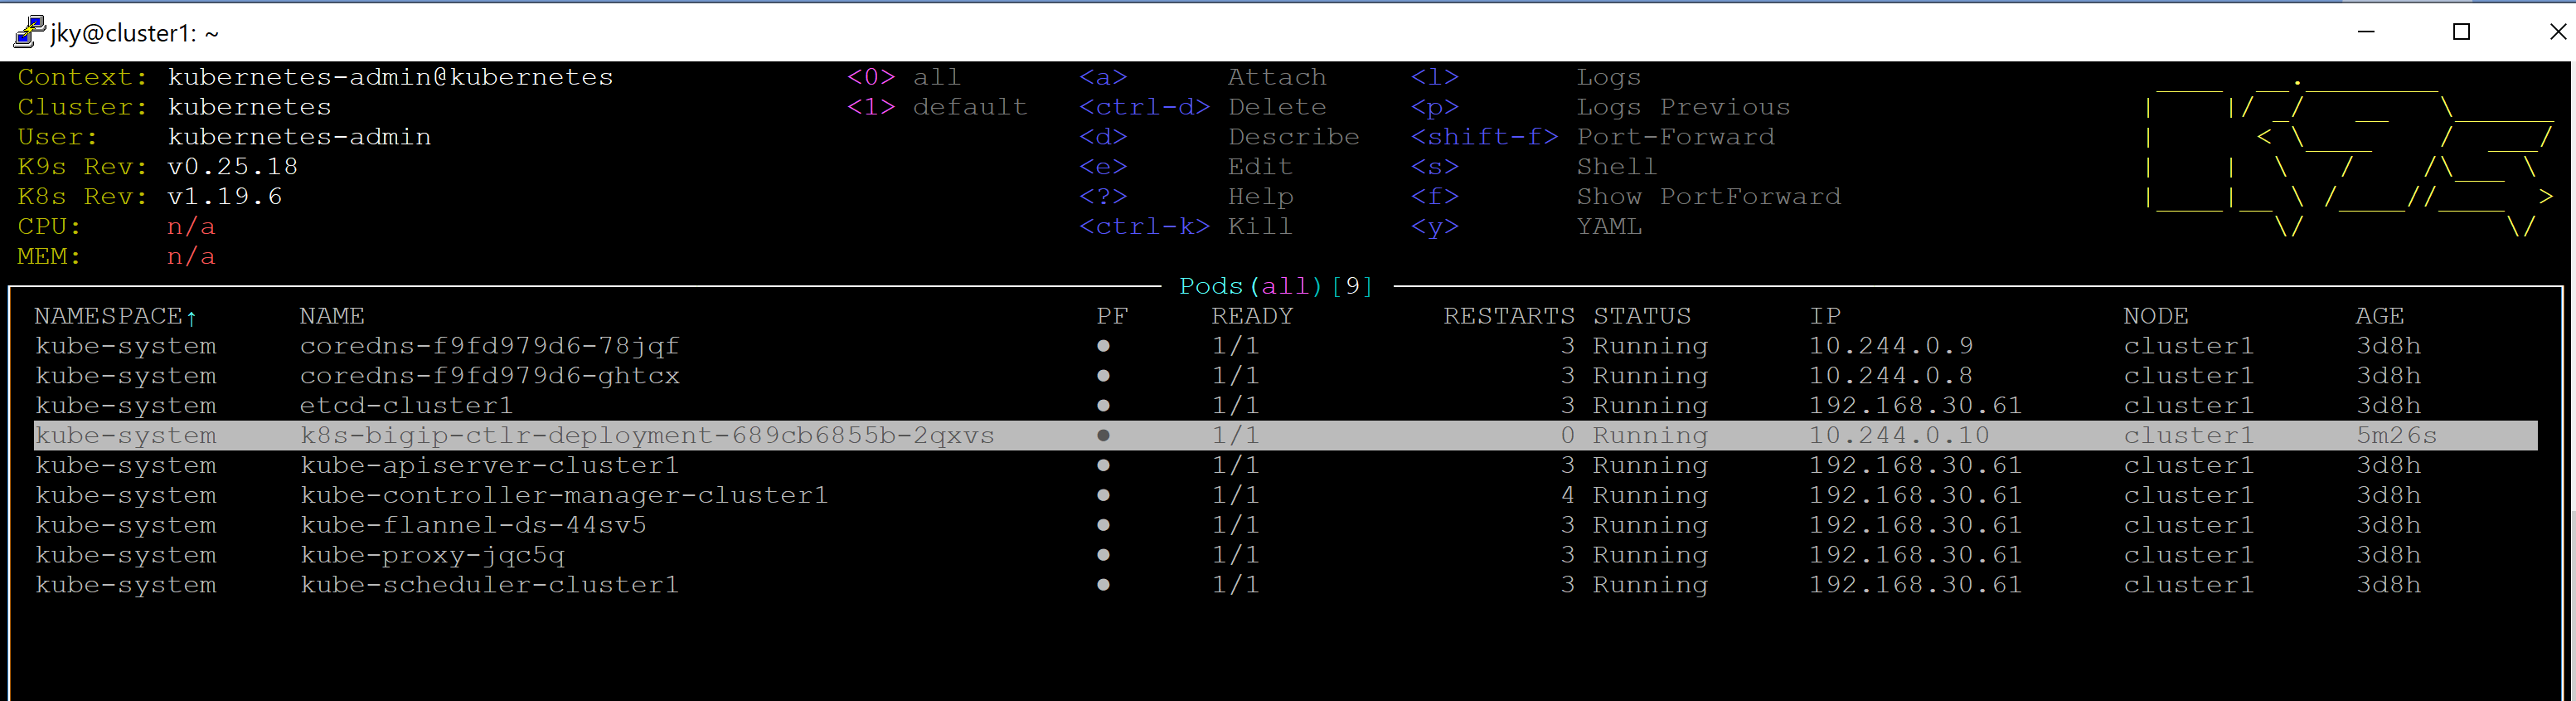 jky@cluster1: ~
Context: kubernetes-admin@kubernetes <0> all <a> Attach <l> Logs
Cluster: kubernetes <1> default <ctrl-d> Delete <p> Logs Previous
User: kubernetes-admin <d> Describe <shift-f> Port-Forward
K9s Rev: v0.25.18 <e> Edit <s> Shell
K8s Rev: v1.19.6 <?> Help <f> Show PortForward
CPU: n/a <ctrl-k> Kill <y> YAML
MEM: n/a
Pods(all)[9]
NAMESPACE↑ NAME PF READY RESTARTS STATUS IP NODE AGE
kube-system coredns-f9fd979d6-78jqf ● 1/1 3 Running 10.244.0.9 cluster1 3d8h
kube-system coredns-f9fd979d6-ghtcx ● 1/1 3 Running 10.244.0.8 cluster1 3d8h
kube-system etcd-cluster1 ● 1/1 3 Running 192.168.30.61 cluster1 3d8h
kube-system k8s-bigip-ctlr-deployment-689cb6855b-2qxvs ● 1/1 0 Running 10.244.0.10 cluster1 5m26s
kube-system kube-apiserver-cluster1 ● 1/1 3 Running 192.168.30.61 cluster1 3d8h
kube-system kube-controller-manager-cluster1 ● 1/1 4 Running 192.168.30.61 cluster1 3d8h
kube-system kube-flannel-ds-44sv5 ● 1/1 3 Running 192.168.30.61 cluster1 3d8h
kube-system kube-proxy-jqc5q ● 1/1 3 Running 192.168.30.61 cluster1 3d8h
kube-system kube-scheduler-cluster1 ● 1/1 3 Running 192.168.30.61 cluster1 3d8h